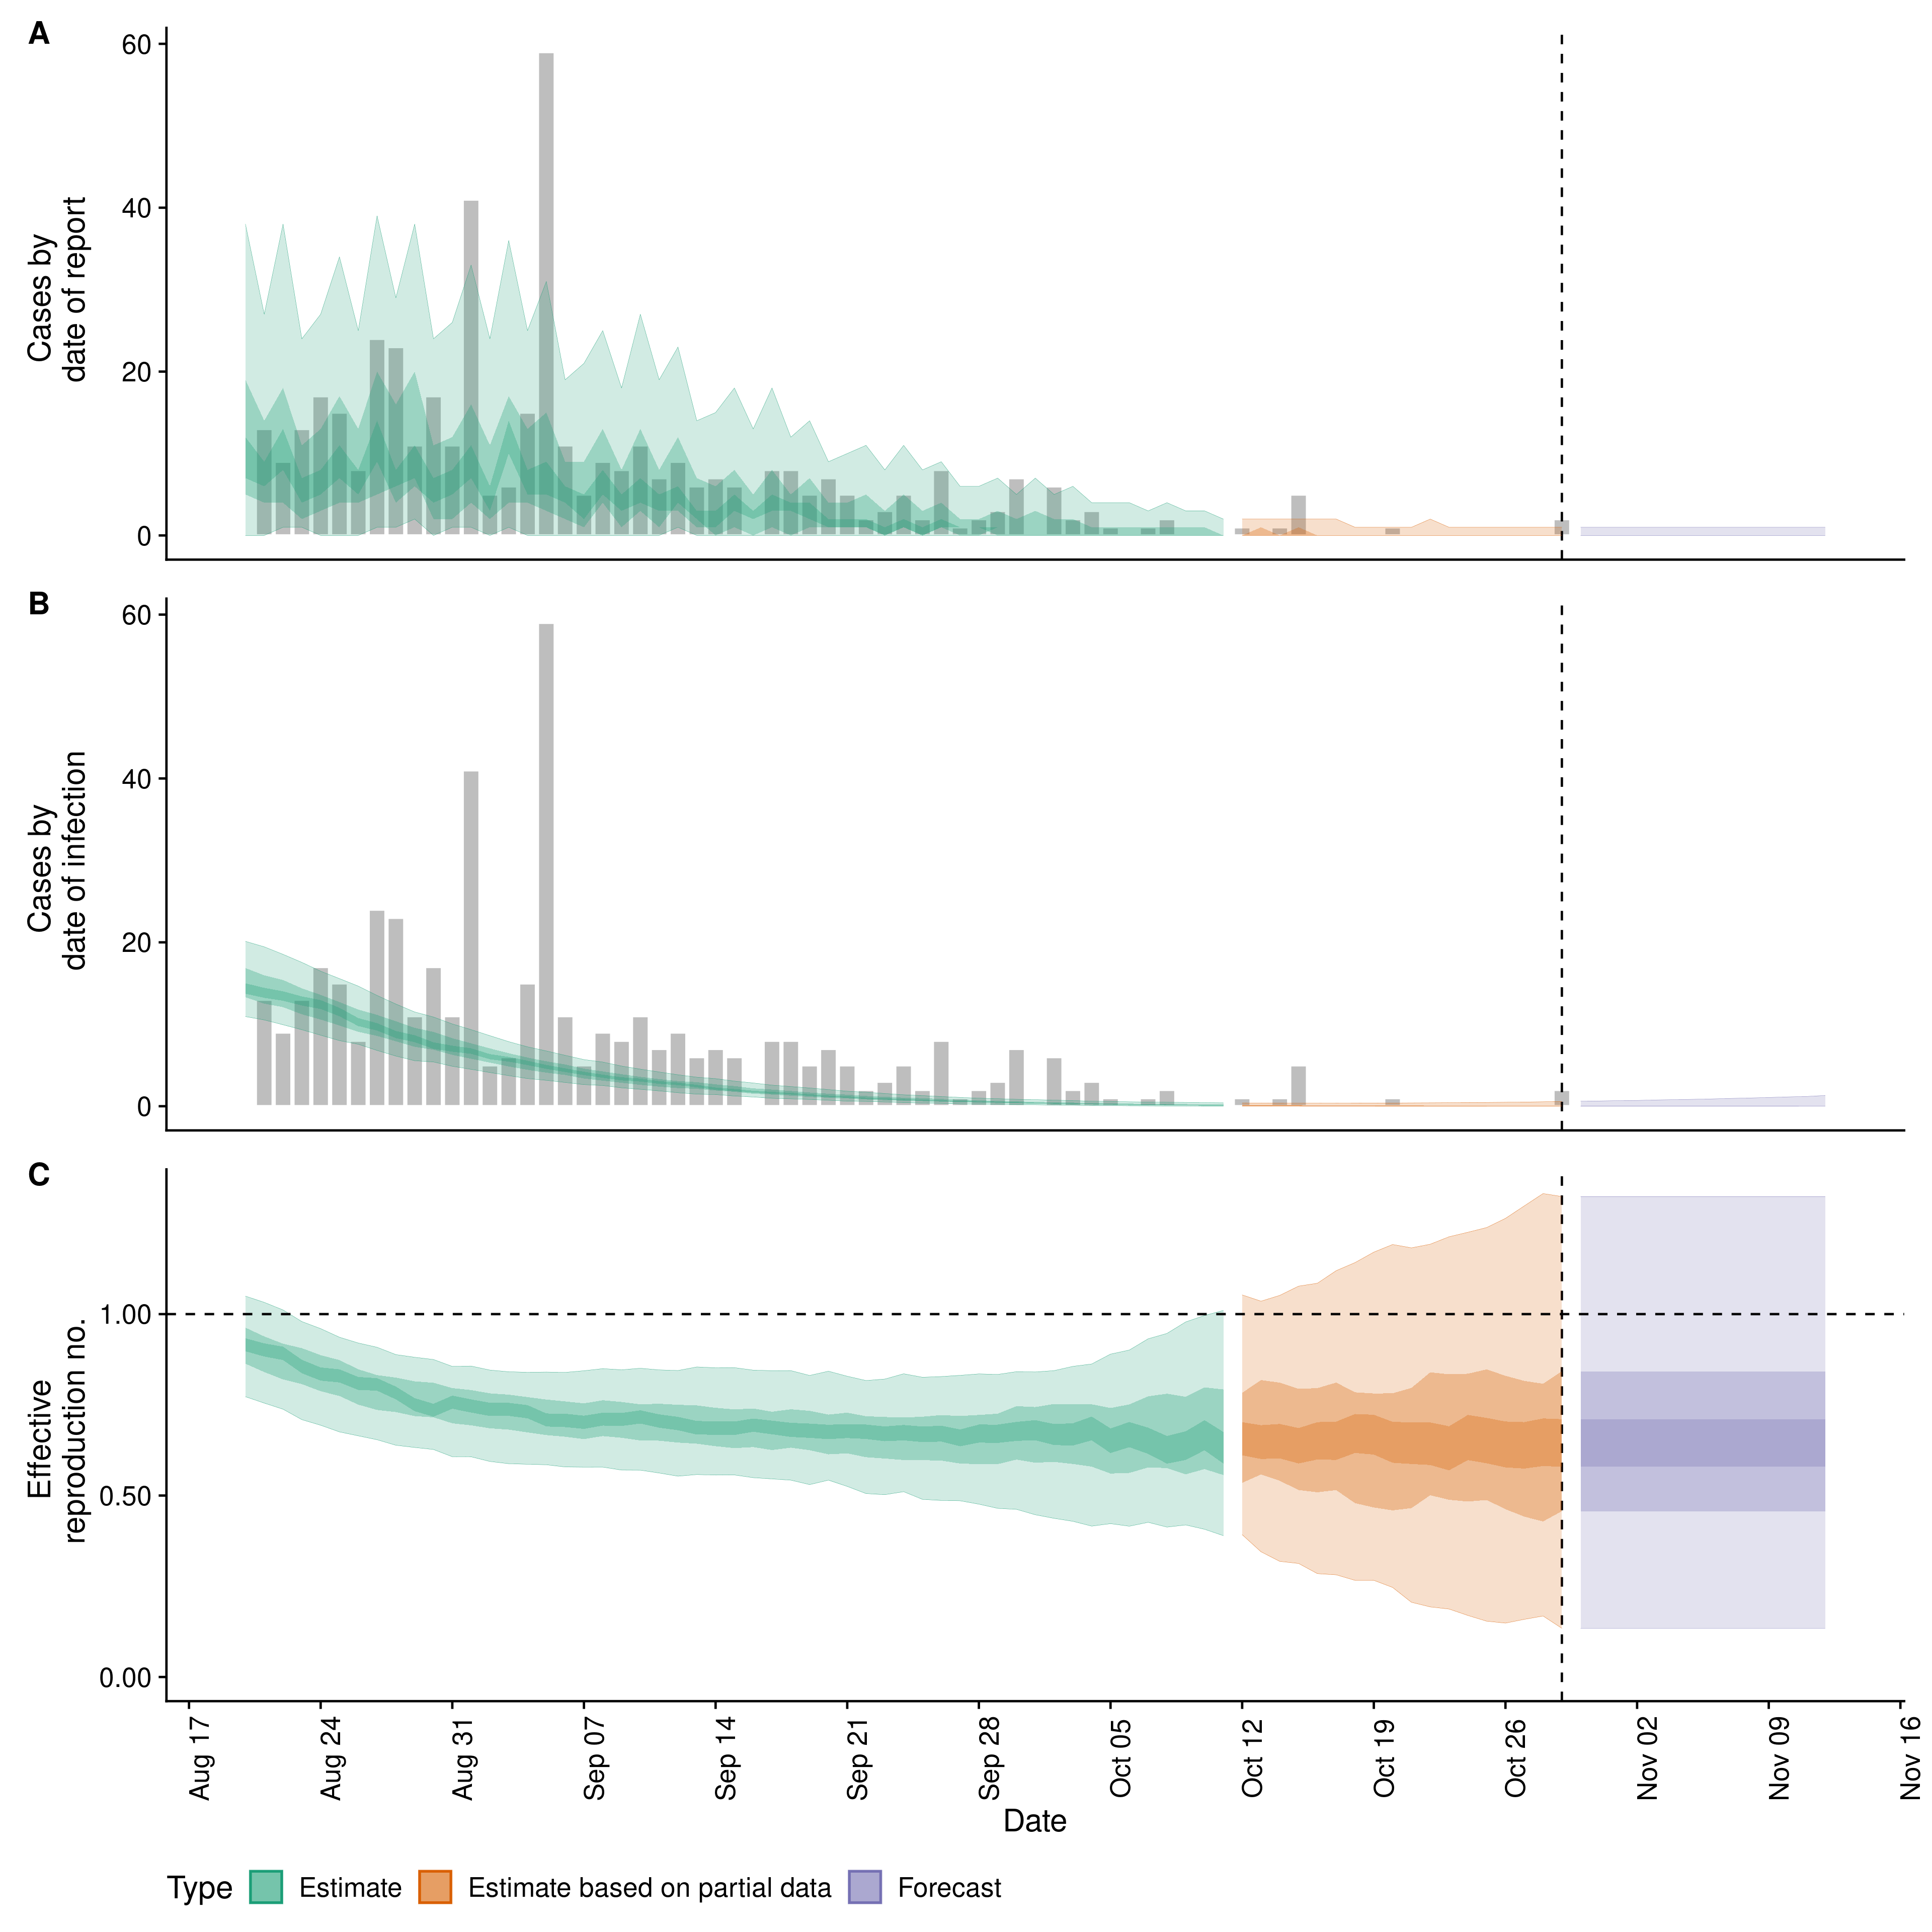 A
60
40
20
0
Cases by
date of report
B
60
40
20
0
Cases by
date of infection
C
1.00
0.50
0.00
Effective
reproduction no.
Aug 17
Aug 24
Aug 31
Sep 07
Sep 14
Sep 21
Sep 28
Oct 05
Oct 12
Oct 19
Oct 26
Nov 02
Nov 09
Nov 16
Date
Type Estimate Estimate based on partial data Forecast